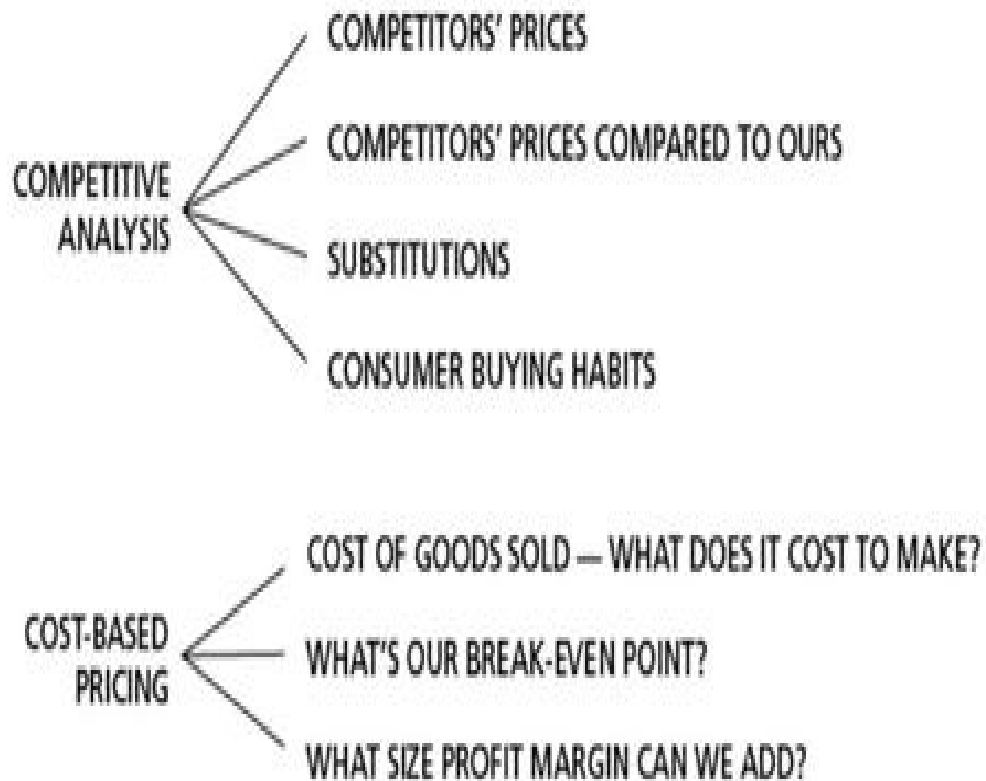 COMPETITORS' PRICES
COMPETITORS' PRICES COMPARED TO OURS
COMPETITIVE
ANALYSIS
SUBSTITUTIONS
CONSUMER BUYING HABITS
COST OF GOODS SOLD — WHAT DOES IT COST TO MAKE?
COST-BASED
PRICING
WHAT'S OUR BREAK-EVEN POINT?
WHAT SIZE PROFIT MARGIN CAN WE ADD?